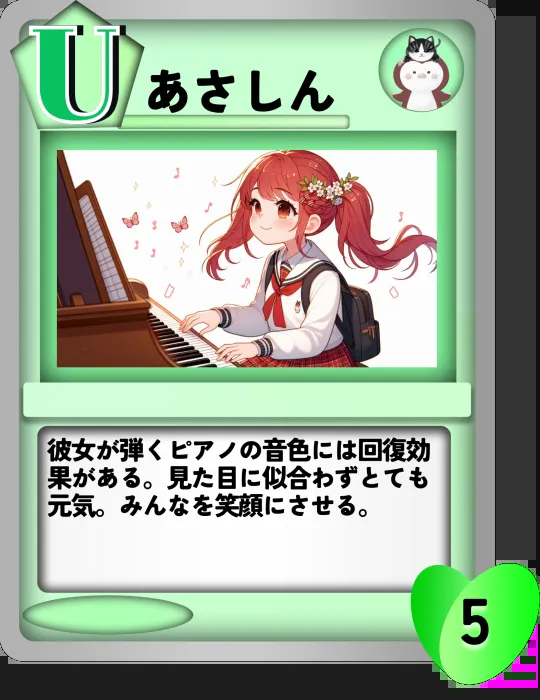 U
あさしん
彼女が弾くピアノの音色には回復効
果がある。見た目に似合わずとても
元気。みんなを笑顔にさせる。
5